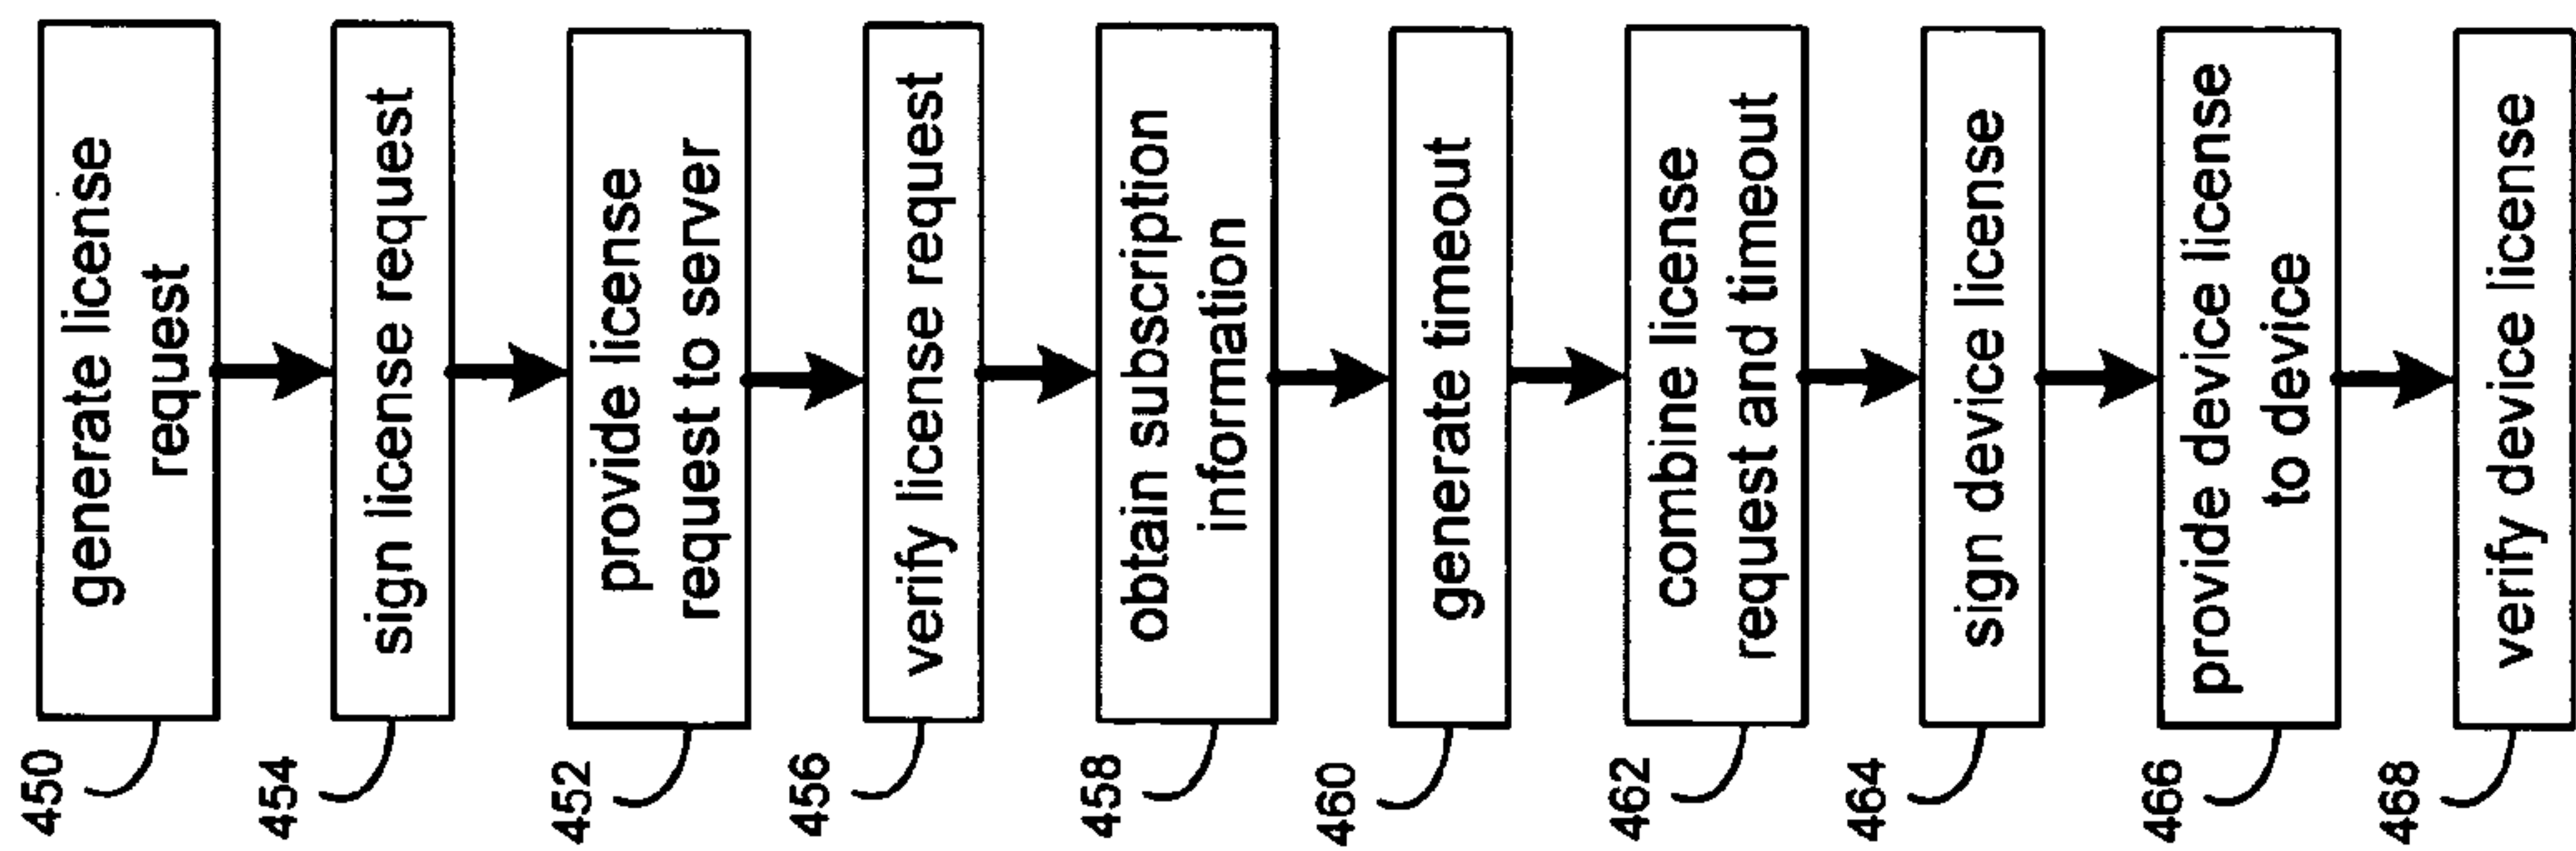 450
generate license
request
454
sign license request
452
provide license
request to server
456
verify license request
458
obtain subscription
information
460
generate timeout
462
combine license
request and timeout
464
sign device license
466
provide device license
to device
468
verify device license